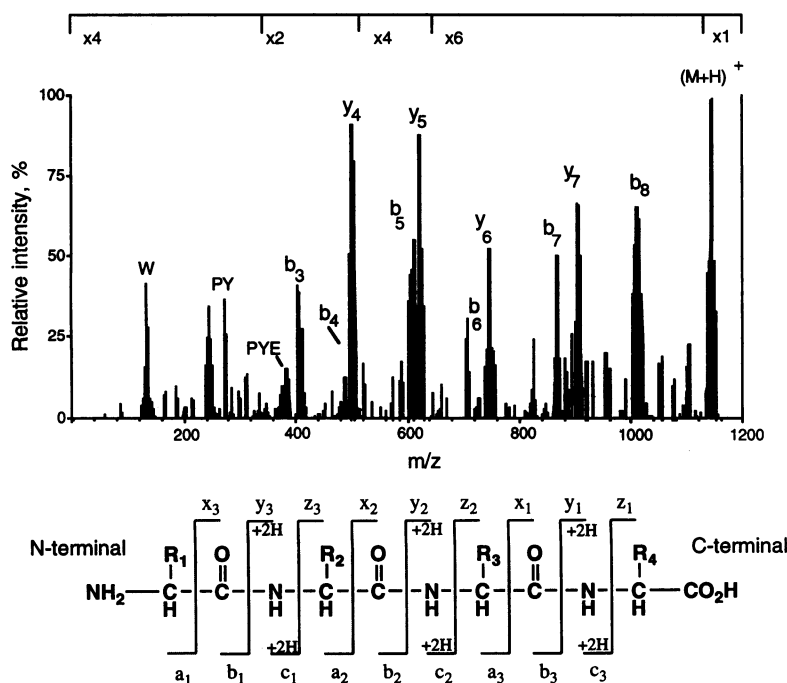 x4 x2 x4 x6 x1
(M+H) +
100
75
50
25
0
Relative intensity, %
W
PY
PYE
b3
b4
y4
b5
y5
b6
y6
b7
y7
b8
200 400 600 800 1000 1200
m/z
x3 y3 z3 x2 y2 z2 x1 y1 z1
+2H +2H +2H
N-terminal C-terminal
R1 O R2 O R3 O R4
NH2 C C N C C N C C N C CO2H
H H H H H H H
+2H +2H +2H
a1 b1 c1 a2 b2 c2 a3 b3 c3